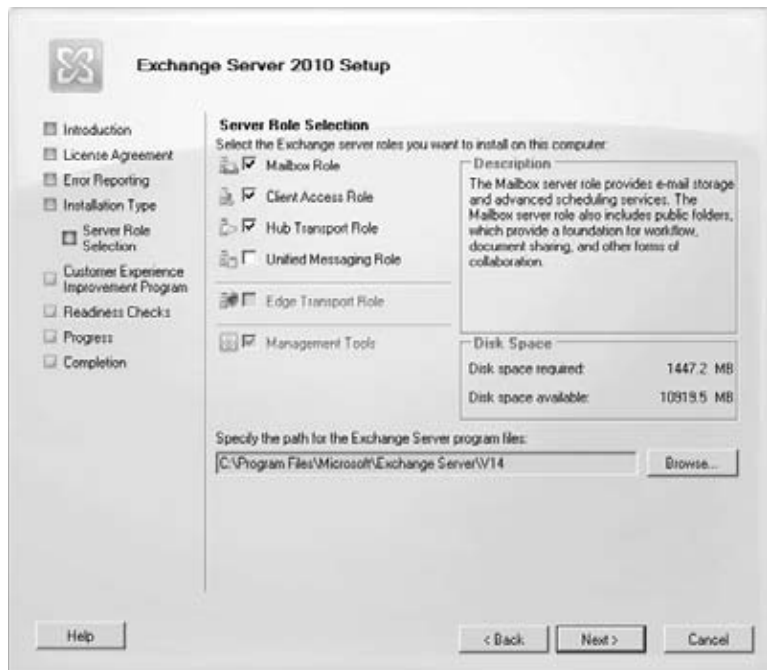 Exchange Server 2010 Setup
Introduction
License Agreement
Error Reporting
Installation Type
Server Role
Selection
Customer Experience
Improvement Program
Readiness Checks
Progress
Completion
Server Role Selection
Select the Exchange server roles you want to install on this computer:
Mailbox Role
Client Access Role
Hub Transport Role
Unified Messaging Role
Edge Transport Role
Management Tools
Description
The Mailbox server role provides e-mail storage
and advanced scheduling services. The
Mailbox server role also includes public folders,
which provide a foundation for workflow,
document sharing, and other forms of
collaboration.
Disk Space
Disk space required: 1447.2 MB
Disk space available: 10919.5 MB
Specify the path for the Exchange Server program files:
C:\Program Files\Microsoft\Exchange Server\V14
Browse...
Help
< Back
Next >
Cancel